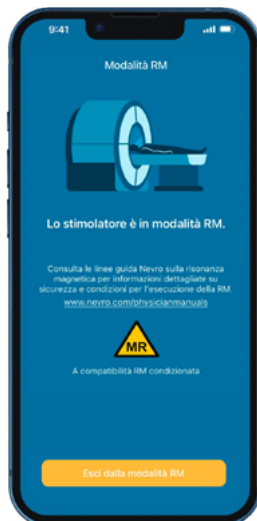 9:41
Modalità RM
Lo stimolatore è in modalità RM.
Consulta le linee guida Nevro sulla risonanza
magnetica per informazioni dettagliate su
sicurezza e condizioni per l'esecuzione della RM.
www.nevro.com/physicianmanuals
MR
A compatibilità RM condizionata
Esci dalla modalità RM